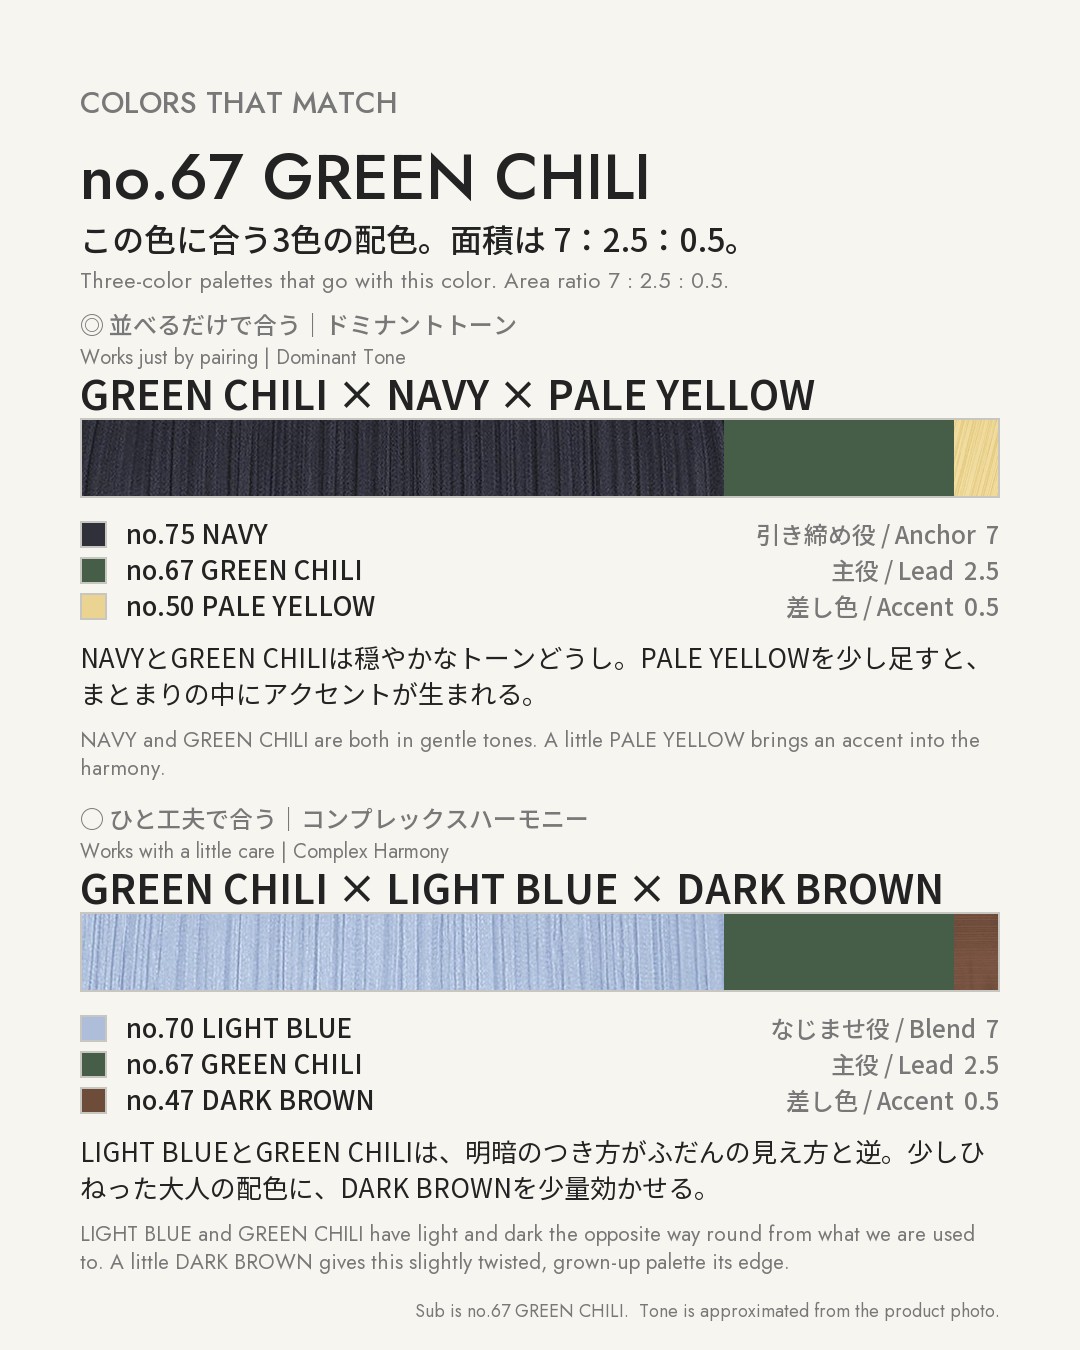 COLORS THAT MATCH
no.67 GREEN CHILI
この色に合う3色の配色。面積は 7：2.5：0.5。
Three-color palettes that go with this color. Area ratio 7 : 2.5 : 0.5.
◎ 並べるだけで合う｜ドミナントトーン
Works just by pairing | Dominant Tone
GREEN CHILI × NAVY × PALE YELLOW
no.75 NAVY 引き締め役 / Anchor 7
no.67 GREEN CHILI 主役 / Lead 2.5
no.50 PALE YELLOW 差し色 / Accent 0.5
NAVYとGREEN CHILIは穏やかなトーンどうし。PALE YELLOWを少し足すと、
まとまりの中にアクセントが生まれる。
NAVY and GREEN CHILI are both in gentle tones. A little PALE YELLOW brings an accent into the
harmony.
○ ひと工夫で合う｜コンプレックスハーモニー
Works with a little care | Complex Harmony
GREEN CHILI × LIGHT BLUE × DARK BROWN
no.70 LIGHT BLUE なじませ役 / Blend 7
no.67 GREEN CHILI 主役 / Lead 2.5
no.47 DARK BROWN 差し色 / Accent 0.5
LIGHT BLUEとGREEN CHILIは、明暗のつき方がふだんの見え方と逆。少しひ
ねった大人の配色に、DARK BROWNを少量効かせる。
LIGHT BLUE and GREEN CHILI have light and dark the opposite way round from what we are used
to. A little DARK BROWN gives this slightly twisted, grown-up palette its edge.
Sub is no.67 GREEN CHILI. Tone is approximated from the product photo.